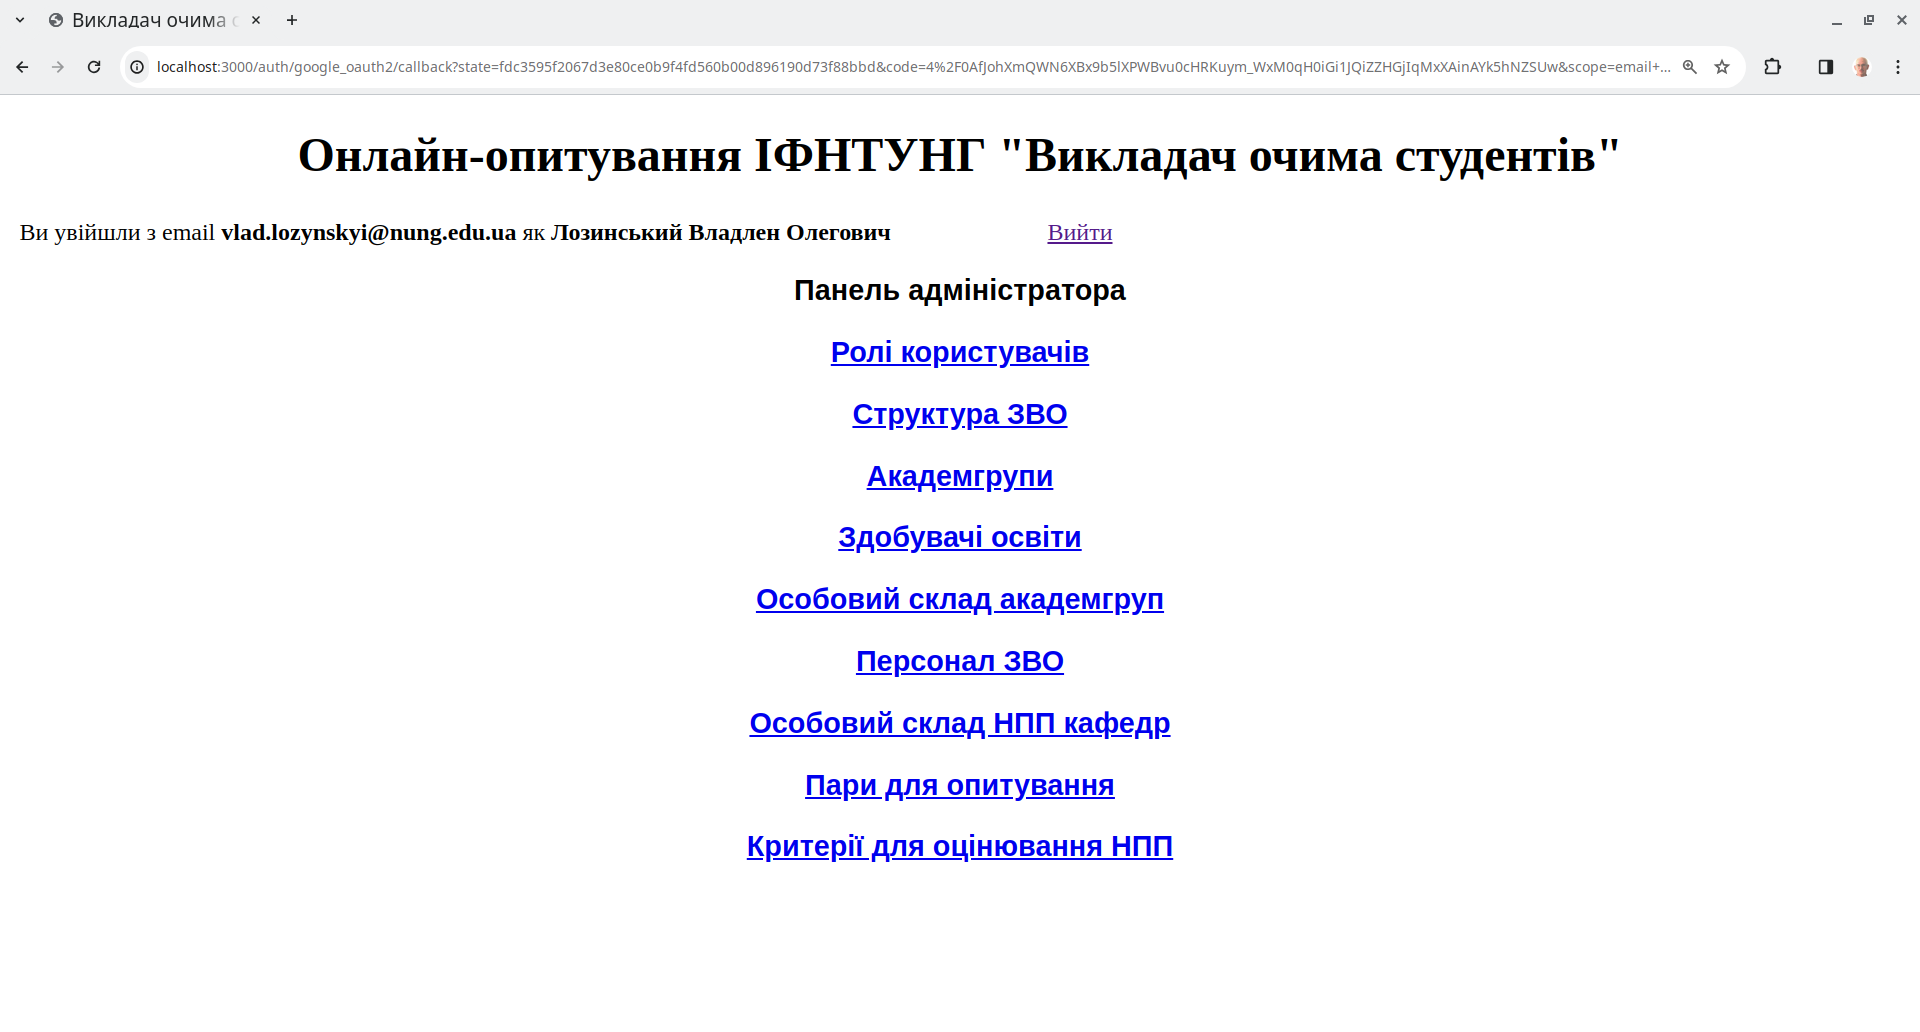 Викладач очима
localhost:3000/auth/google_oauth2/callback?state=fdc3595f2067d3e80ce0b9f4fd560b00d896190d73f88bbd&code=4%2F0AfJohXmQWN6XBx9b5lXPWBvu0cHRKuym_WxM0qH0iGi1JQiZZHGjIqMxXAinAYk5hNZSUw&scope=email+...
Онлайн-опитування ІФНТУНГ "Викладач очима студентів"
Ви увійшли з email vlad.lozynskyi@nung.edu.ua як Лозинський Владлен Олегович Вийти
Панель адміністратора
Ролі користувачів
Структура ЗВО
Академгрупи
Здобувачі освіти
Особовий склад академгруп
Персонал ЗВО
Особовий склад НПП кафедр
Пари для опитування
Критерії для оцінювання НПП